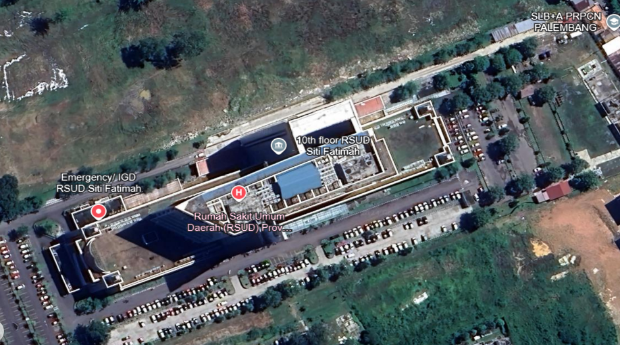 SLB-A PRPCN
PALEMBANG
10th floor RSUD
Siti Fatimah
Emergency/ IGD
RSUD Siti Fatimah
H
Rumah Sakit Umum
Daerah (RSUD) Prov...